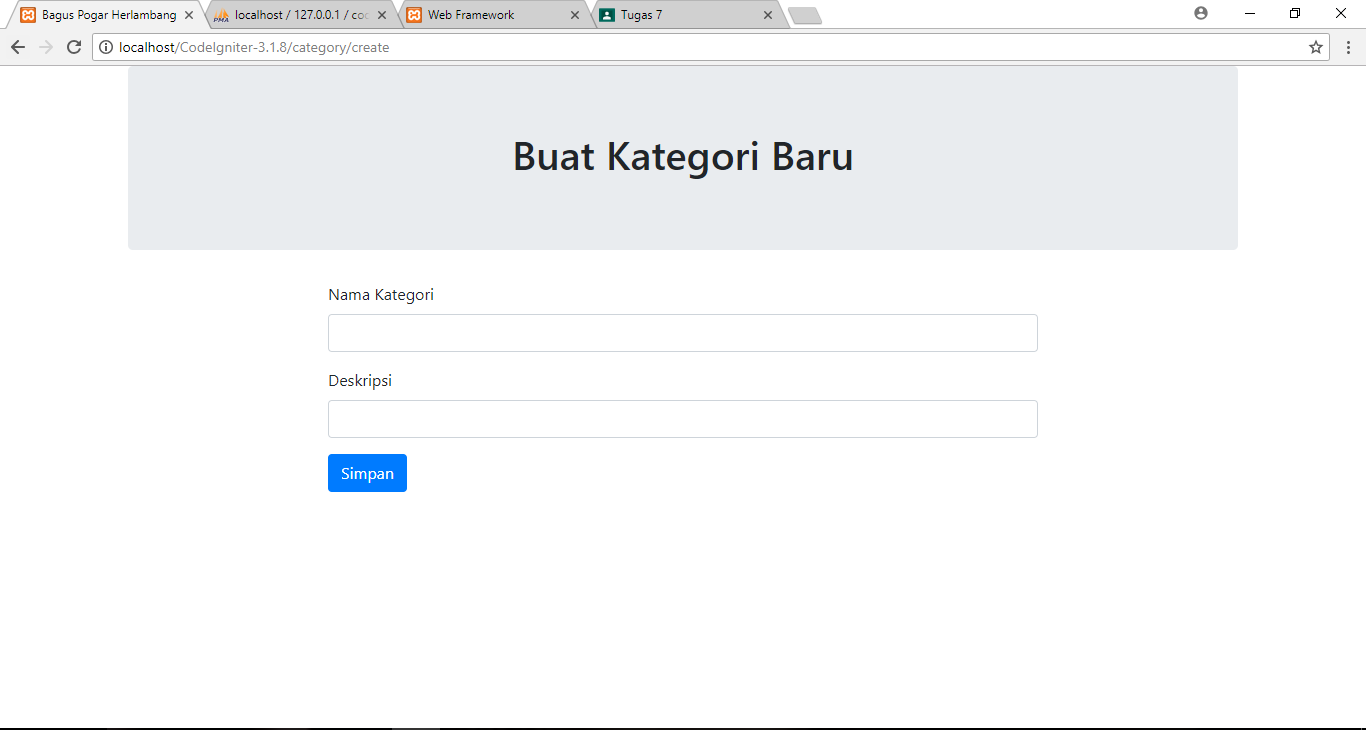 Bagus Pogar Herlambang
localhost / 127.0.0.1 / coc
Web Framework
Tugas 7
localhost/CodeIgniter-3.1.8/category/create
Buat Kategori Baru
Nama Kategori
Deskripsi
Simpan